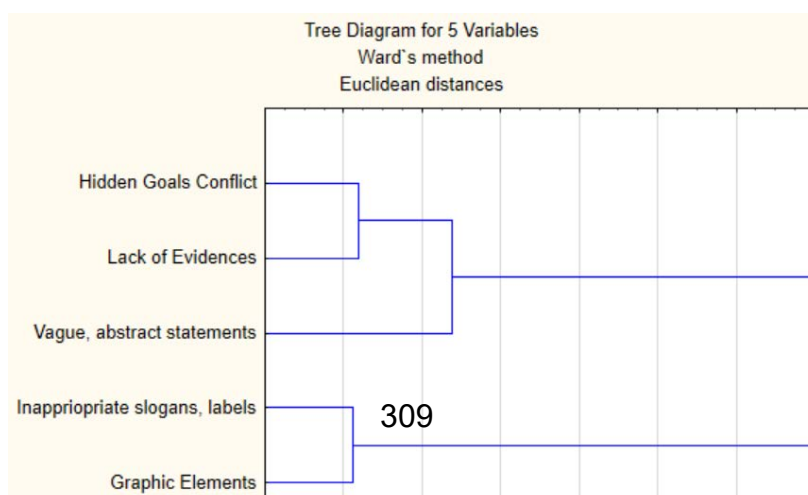 Tree Diagram for 5 Variables
Ward`s method
Euclidean distances
Hidden Goals Conflict
Lack of Evidences
Vague, abstract statements
Inappriopriate slogans, labels
309
Graphic Elements